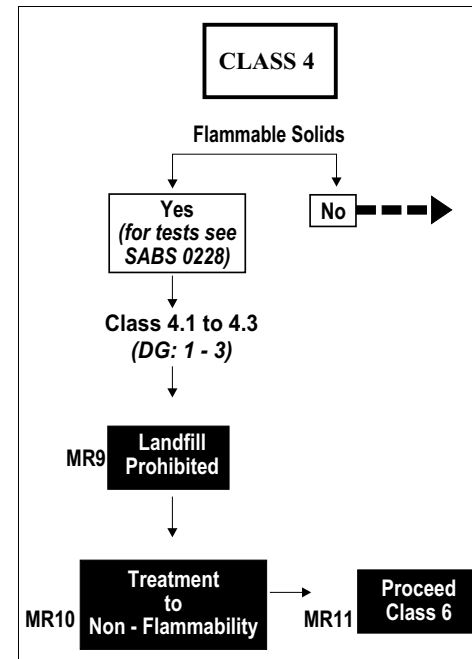 CLASS 4
Flammable Solids
Yes
(for tests see
SABS 0228)
No
Class 4.1 to 4.3
(DG: 1 - 3)
MR9
Landfill
Prohibited
MR10
Treatment
to
Non - Flammability
MR11
Proceed
Class 6